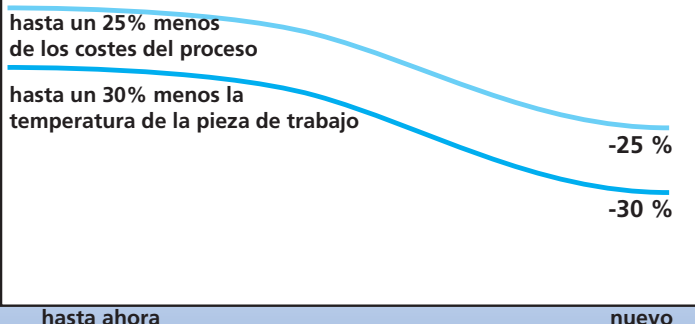 hasta un 25% menos
de los costes del proceso
hasta un 30% menos la
temperatura de la pieza de trabajo
-25 %
-30 %
hasta ahora
nuevo